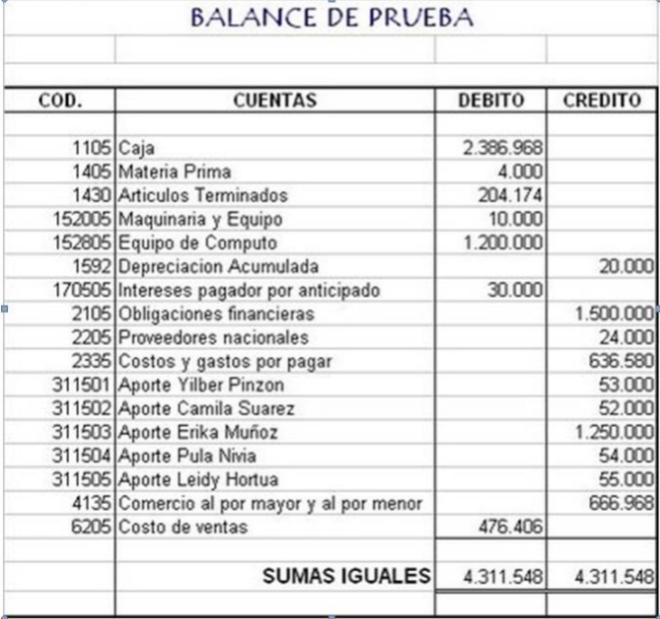 BALANCE DE PRUEBA
COD. CUENTAS DEBITO CREDITO
1105 Caja 2.386.968
1405 Materia Prima 4.000
1430 Articulos Terminados 204.174
152005 Maquinaria y Equipo 10.000
152805 Equipo de Computo 1.200.000
1592 Depreciacion Acumulada 20.000
170505 Intereses pagador por anticipado 30.000
2105 Obligaciones financieras 1.500.000
2205 Proveedores nacionales 24.000
2335 Costos y gastos por pagar 636.580
311501 Aporte Yilber Pinzon 53.000
311502 Aporte Camila Suarez 52.000
311503 Aporte Erika Muñoz 1.250.000
311504 Aporte Pula Nivia 54.000
311505 Aporte Leidy Hortua 55.000
4135 Comercio al por mayor y al por menor 666.968
6205 Costo de ventas 476.406
SUMAS IGUALES 4.311.548 4.311.548